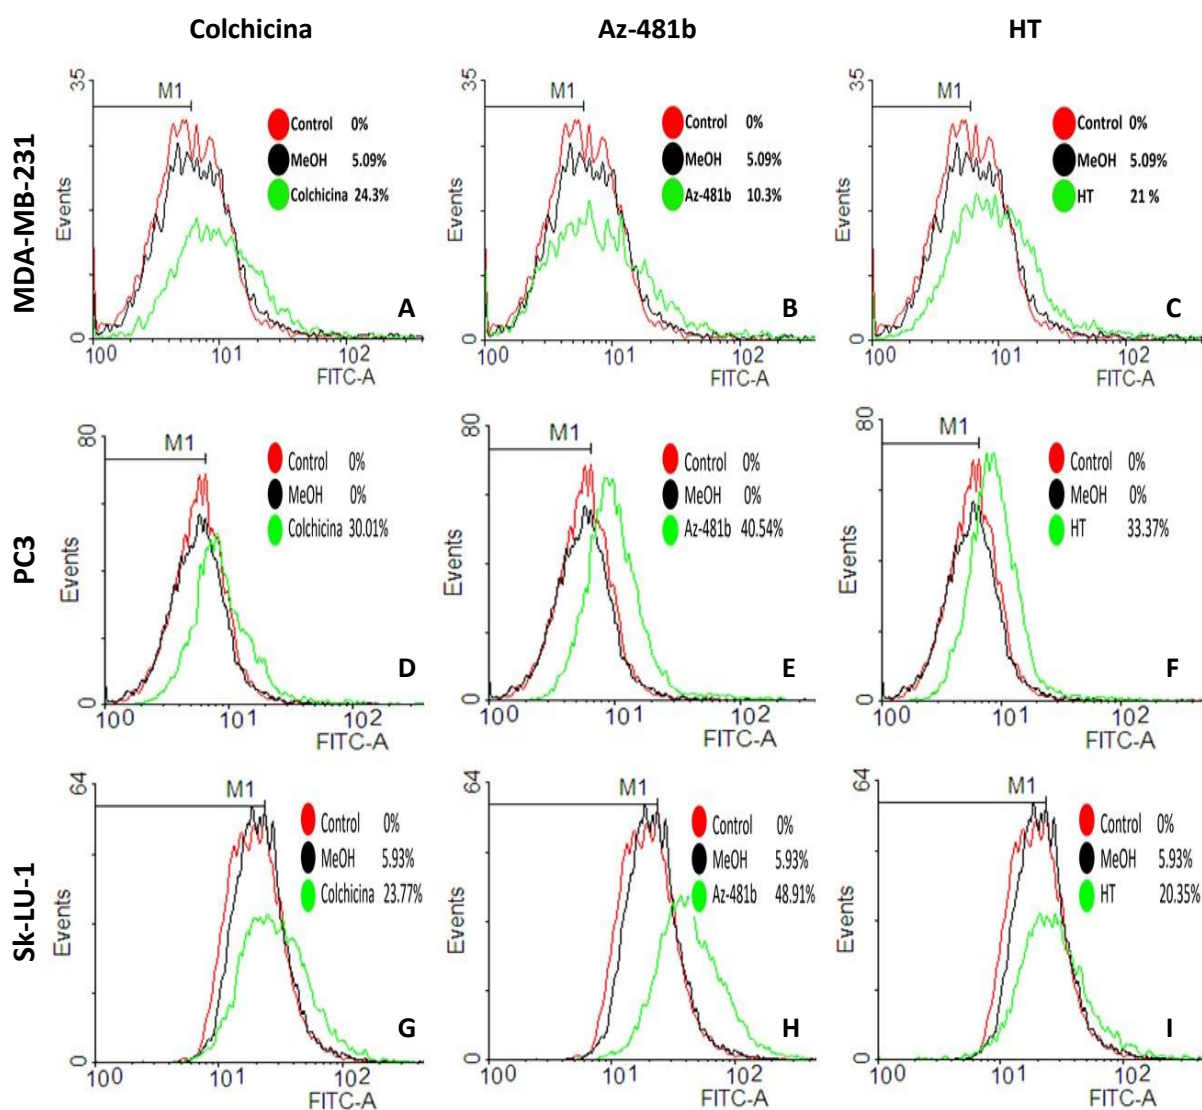 Colchicina Az-481b HT
MDA-MB-231
35
M1
Control 0%
MeOH 5.09%
Colchicina 24.3%
Events
A
0
100 101 102
FITC-A
35
M1
Control 0%
MeOH 5.09%
Az-481b 10.3%
Events
B
0
100 101 102
FITC-A
35
M1
Control 0%
MeOH 5.09%
HT 21 %
Events
C
0
100 101 102
FITC-A
PC3
80
M1
Control 0%
MeOH 0%
Colchicina 30.01%
Events
D
0
100 101 102
FITC-A
80
M1
Control 0%
MeOH 0%
Az-481b 40.54%
Events
E
0
100 101 102
FITC-A
80
M1
Control 0%
MeOH 0%
HT 33.37%
Events
F
0
100 101 102
FITC-A
Sk-LU-1
64
M1
Control 0%
MeOH 5.93%
Colchicina 23.77%
Events
G
0
100 101 102
FITC-A
64
M1
Control 0%
MeOH 5.93%
Az-481b 48.91%
Events
H
0
100 101 102
FITC-A
64
M1
Control 0%
MeOH 5.93%
HT 20.35%
Events
I
0
100 101 102
FITC-A